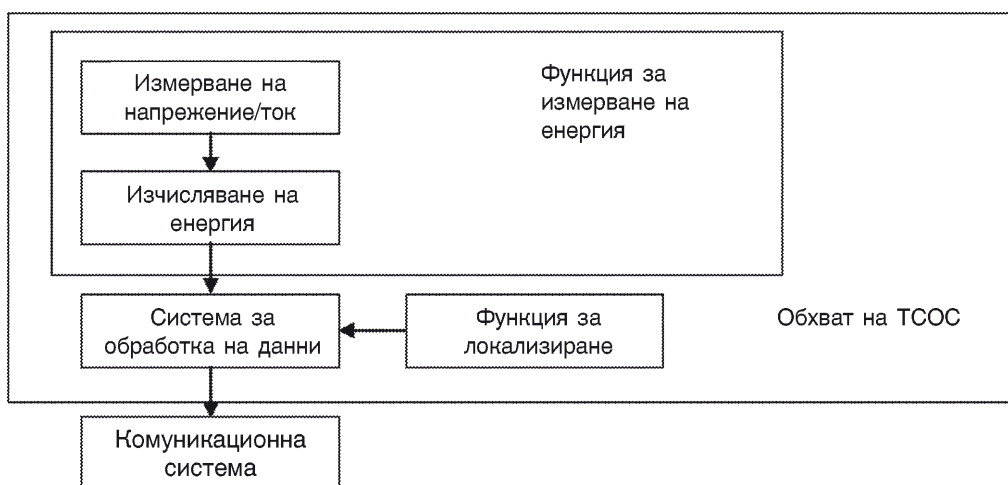 Измерване на
напрежение/ток
Функция за
измерване на
енергия
Изчисляване на
енергия
Система за
обработка на данни
Функция за
локализиране
Обхват на ТСОС
Комуникационна
система